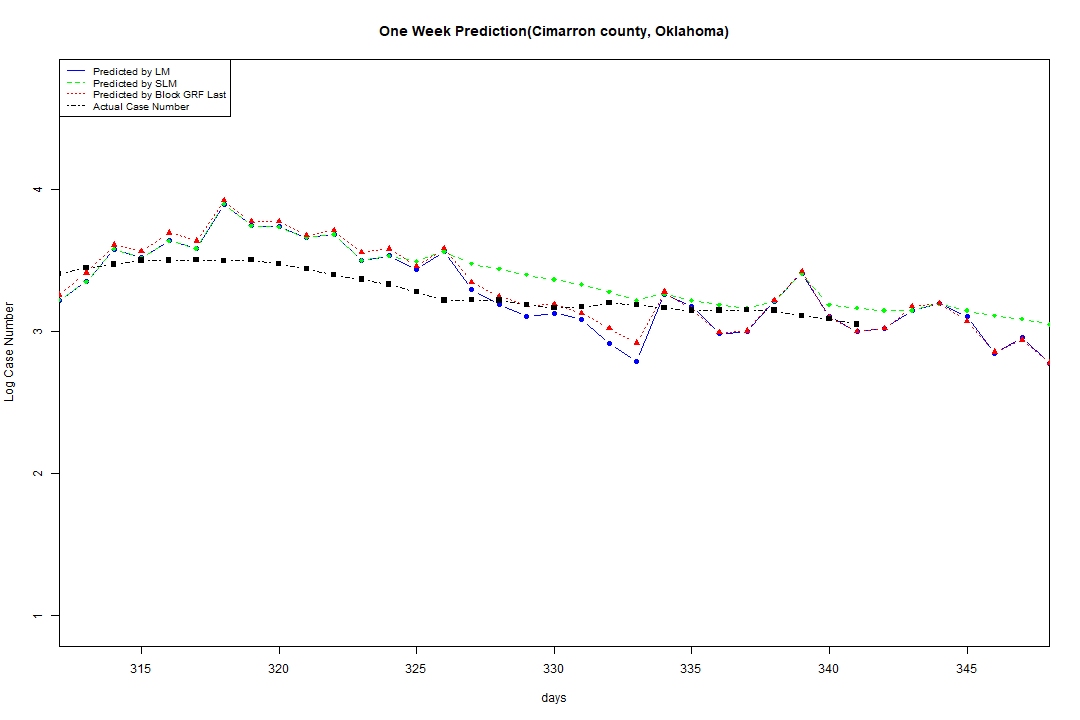 One Week Prediction(Cimarron county, Oklahoma)
Predicted by LM
Predicted by SLM
Predicted by Block GRF Last
Actual Case Number
4
3
2
1
Log Case Number
315 320 325 330 335 340 345
days